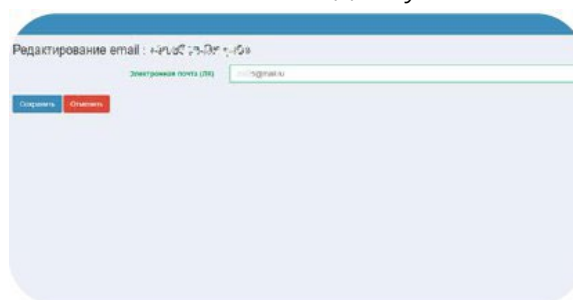 Редактирование email :
Электронная почта (ЛК)
@mail.ru
Сохранить Отменить